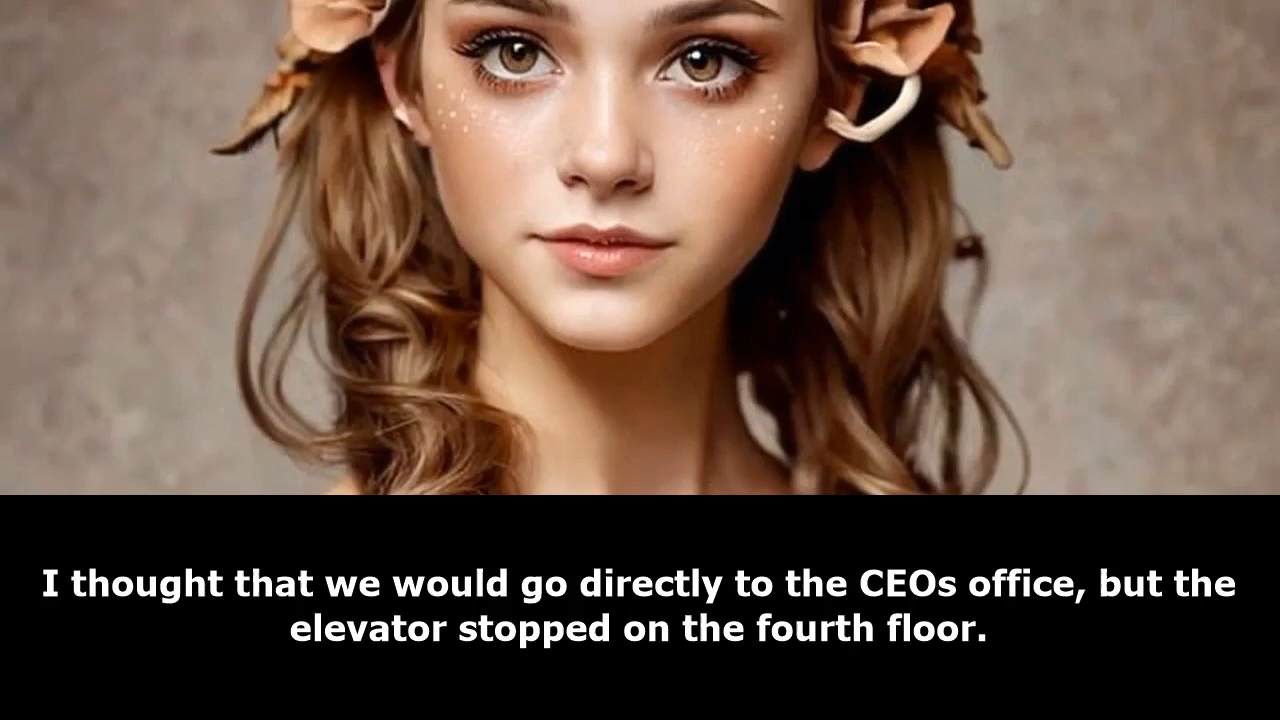 I thought that we would go directly to the CEOs office, but the
elevator stopped on the fourth floor.